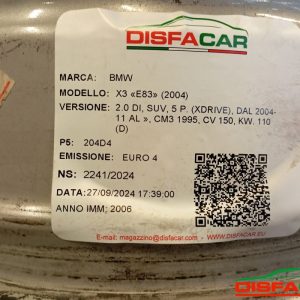 DISFACAR
MARCA: BMW
MODELLO: X3 «E83» (2004)
VERSIONE: 2.0 DI, SUV, 5 P. (XDRIVE), DAL 2004-
11 AL », CM3 1995, CV 150, KW. 110
(D)
P5: 204D4
EMISSIONE: EURO 4
NS: 2241/2024
DATA:27/09/2024 17:39:00
ANNO IMM: 2006
E-mail: magazzino@disfacar.com - WWW.DISFACAR.EU
DISFACAR